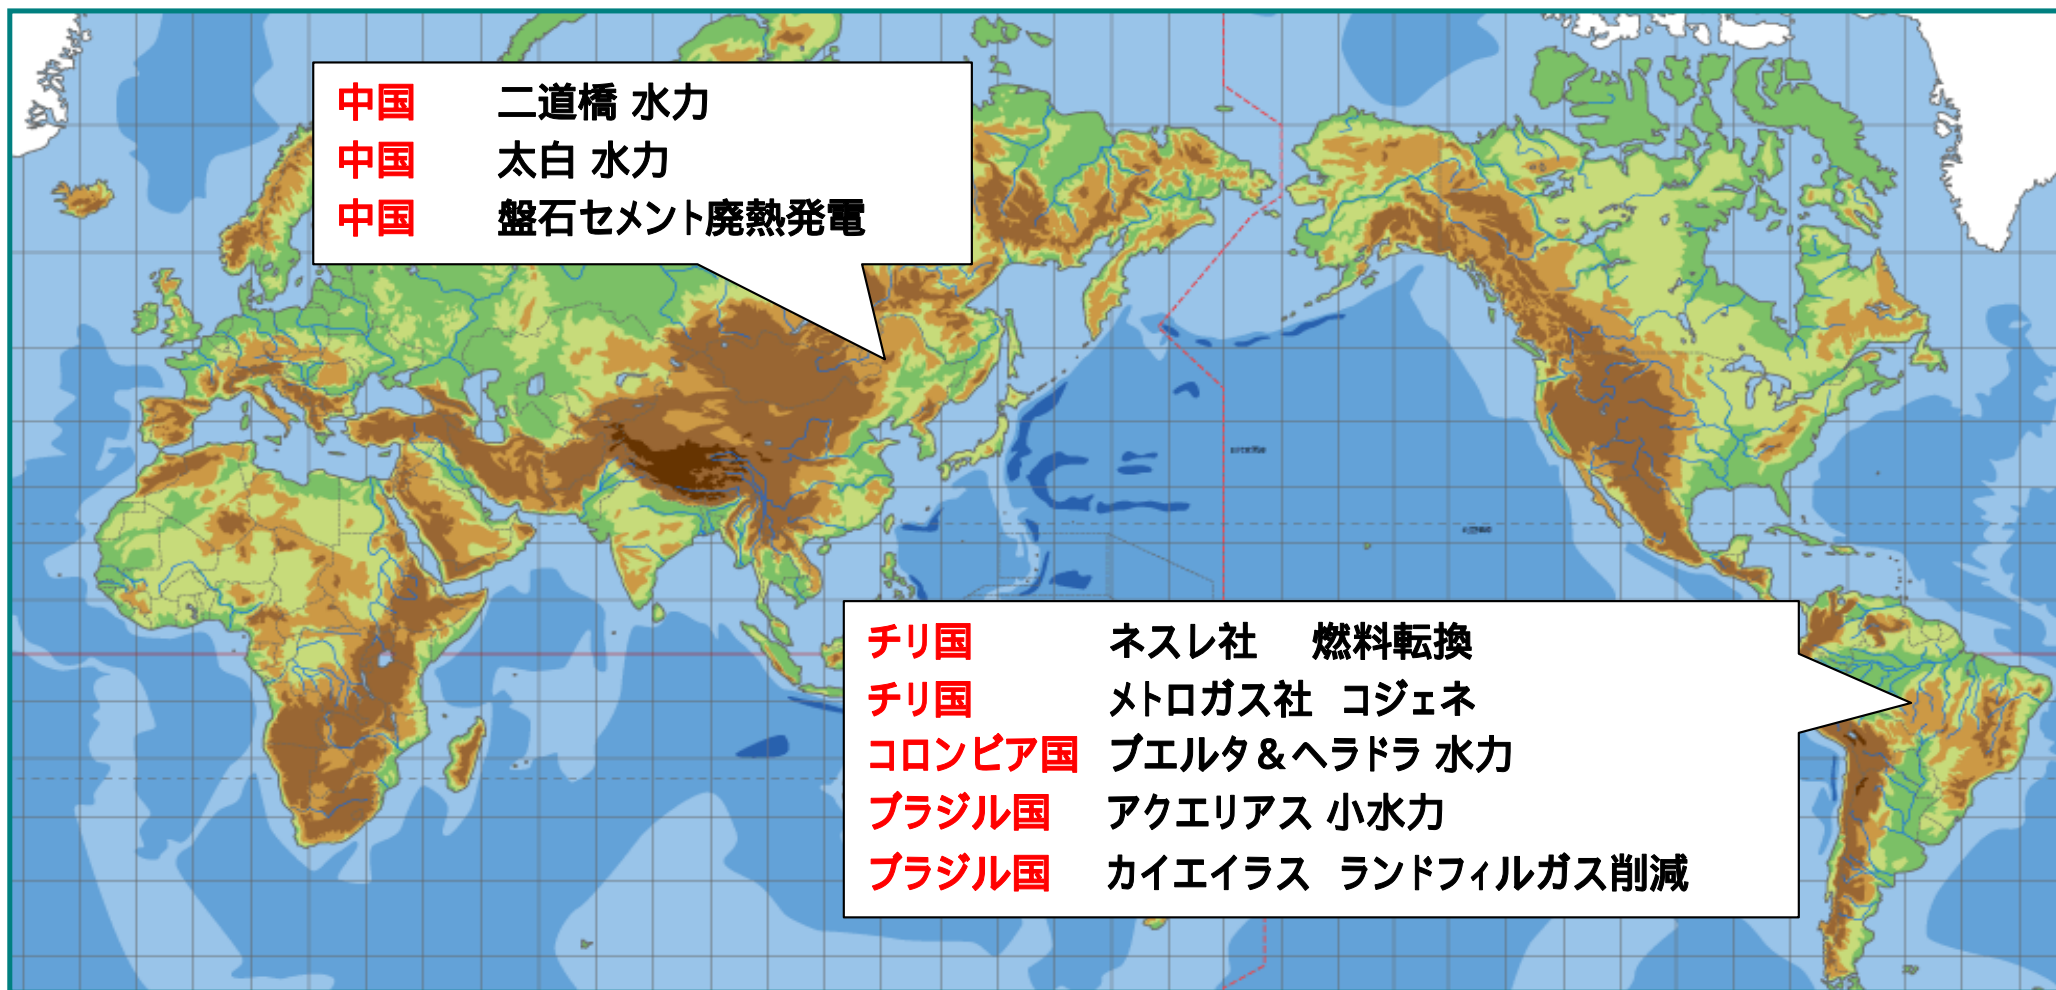 中国 二道橋 水力
中国 太白 水力
中国 盤石セメント廃熱発電
チリ国 ネスレ社 燃料転換
チリ国 メトロガス社 コジェネ
コロンビア国 ブエルタ＆ヘラドラ 水力
ブラジル国 アクエリアス 小水力
ブラジル国 カイエイラス ランドフィルガス削減